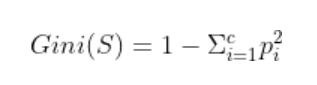 Gini(S) = 1 − Σ_{i=1}^{c} p_i^2